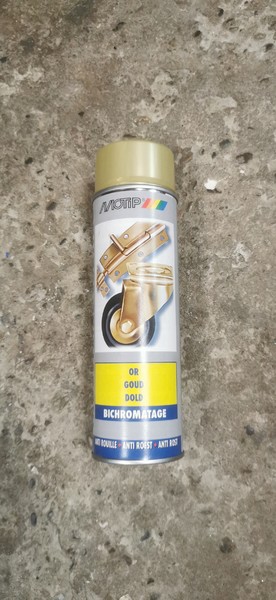 MOTIP
OR
GOUD
DOLD
BICHROMATAGE
ANTI ROUILLE - ANTI ROEST - ANTI ROST